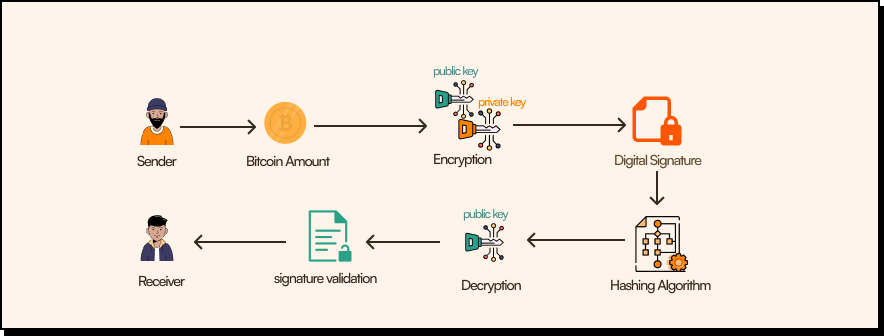 public key
private key
Sender
Bitcoin Amount
Encryption
Digital Signature
public key
Receiver
signature validation
Decryption
Hashing Algorithm